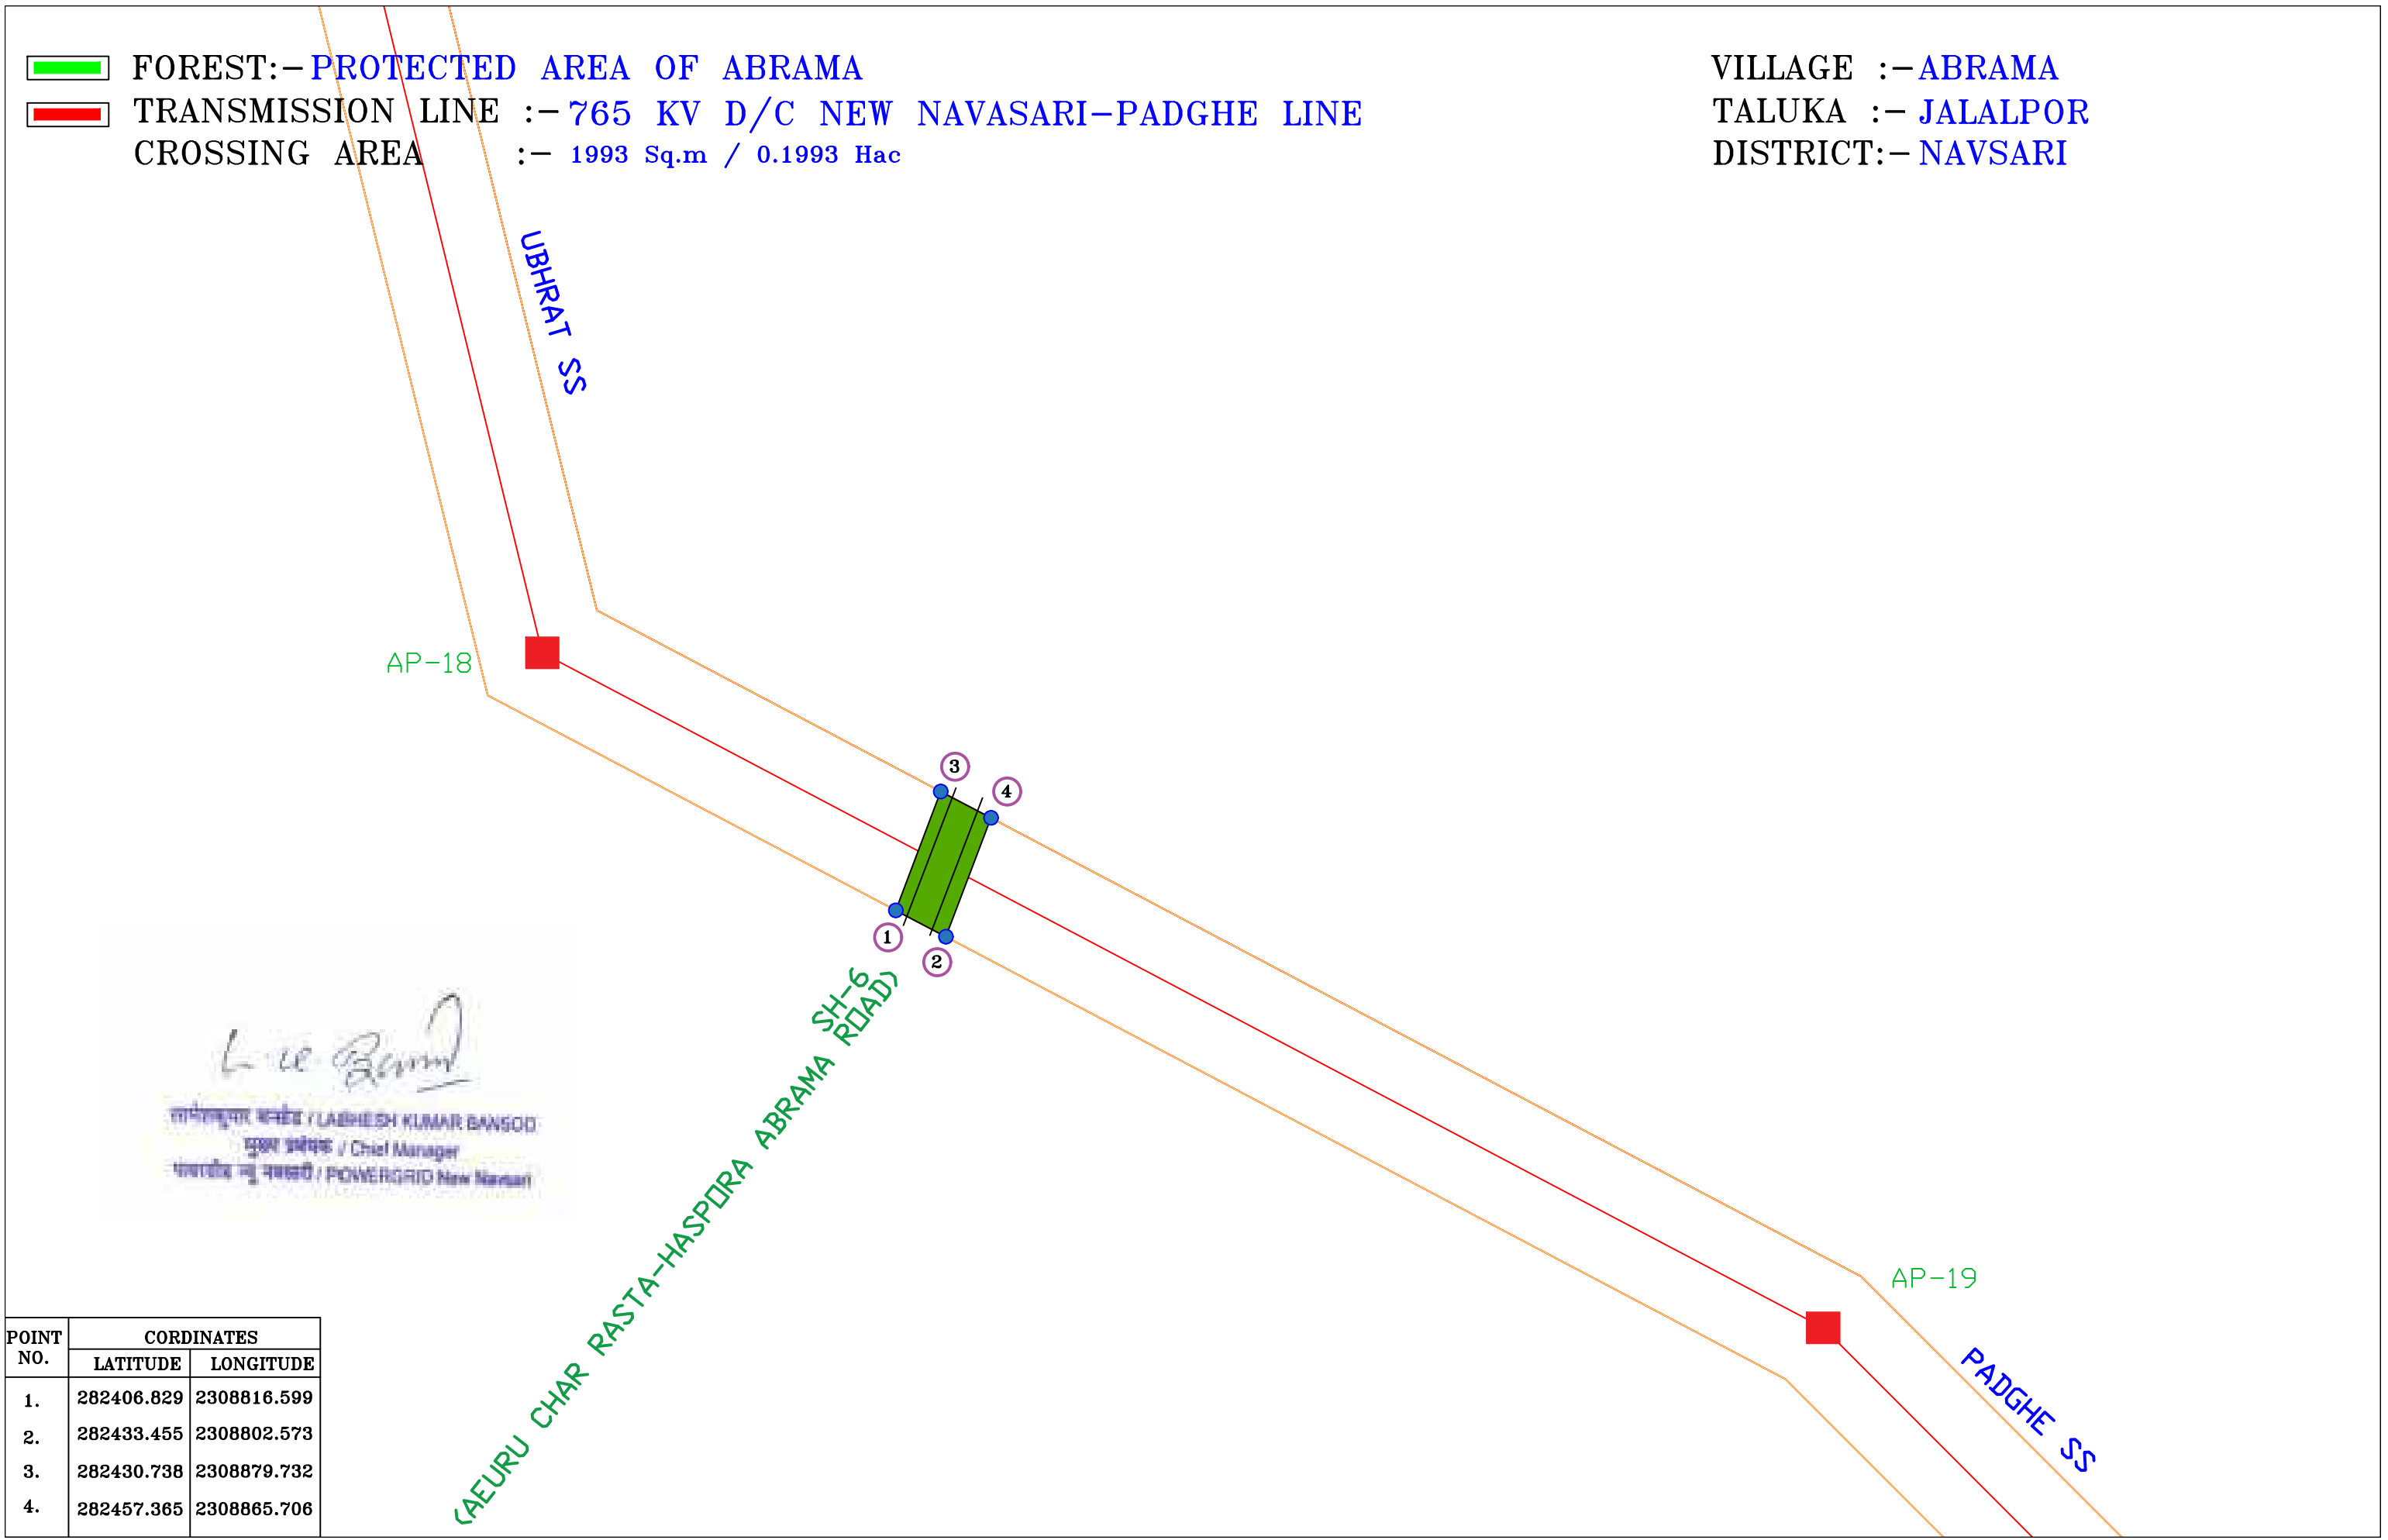 FOREST:-PROTECTED AREA OF ABRAMA
TRANSMISSION LINE :-765 KV D/C NEW NAVASARI-PADGHE LINE
CROSSING AREA :- 1993 Sq.m / 0.1993 Hac
VILLAGE :-ABRAMA
TALUKA :- JALALPOR
DISTRICT:- NAVSARI
UBHRAT SS
AP-18
3
4
1
2
SH-6
(AEURU CHAR RASTA-HASPORA ABRAMA ROAD)
/ LABHESH KUMAR BANSOD
/ Chief Manager
/ POWERGRID New Navsari
AP-19
PADGHE SS
POINT NO. CORDINATES
LATITUDE LONGITUDE
1. 282406.829 2308816.599
2. 282433.455 2308802.573
3. 282430.738 2308879.732
4. 282457.365 2308865.706